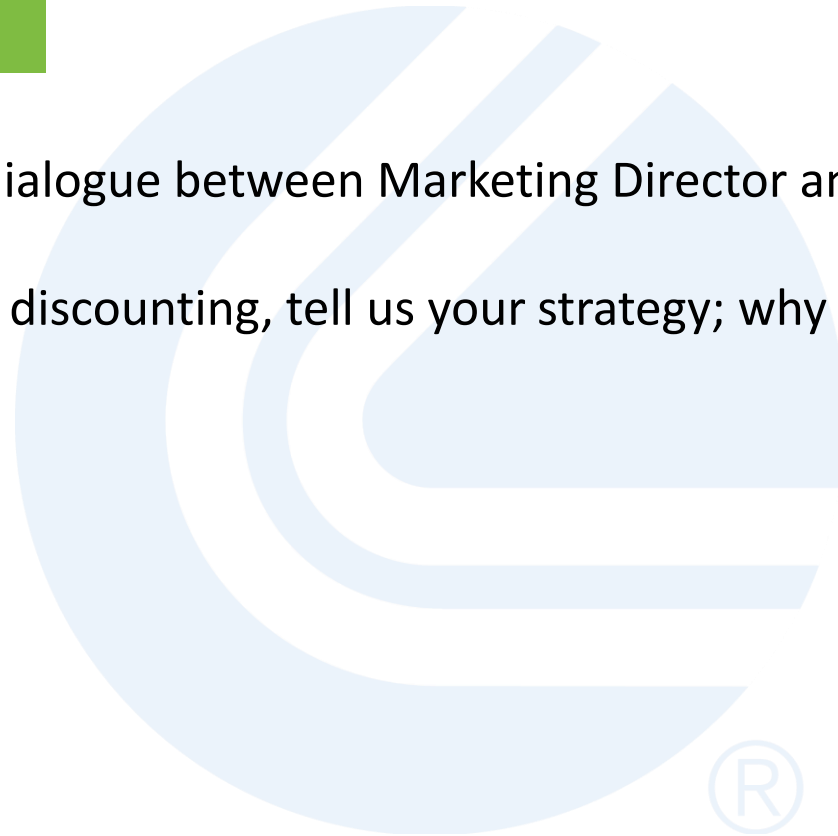 ialogue between Marketing Director ar
discounting, tell us your strategy; why
®